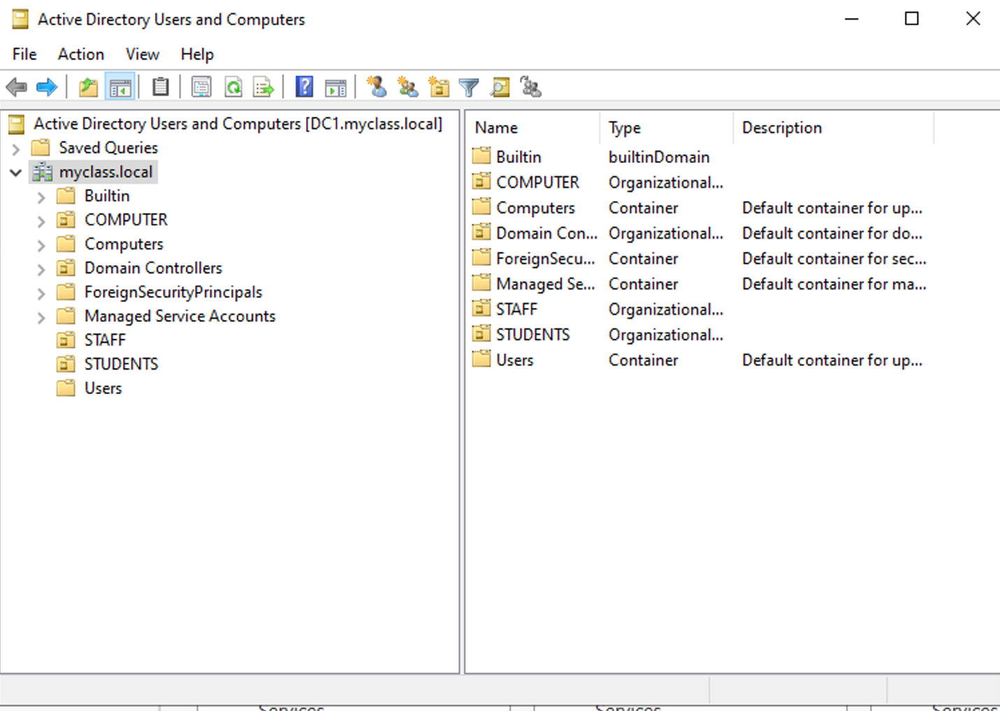 Active Directory Users and Computers
File Action View Help
Active Directory Users and Computers [DC1.myclass.local]
Saved Queries
myclass.local
Builtin
COMPUTER
Computers
Domain Controllers
ForeignSecurityPrincipals
Managed Service Accounts
STAFF
STUDENTS
Users
Name Type Description
Builtin builtinDomain
COMPUTER Organizational...
Computers Container Default container for up...
Domain Con... Organizational... Default container for do...
ForeignSecu... Container Default container for sec...
Managed Se... Container Default container for ma...
STAFF Organizational...
STUDENTS Organizational...
Users Container Default container for up...
Services Services Services